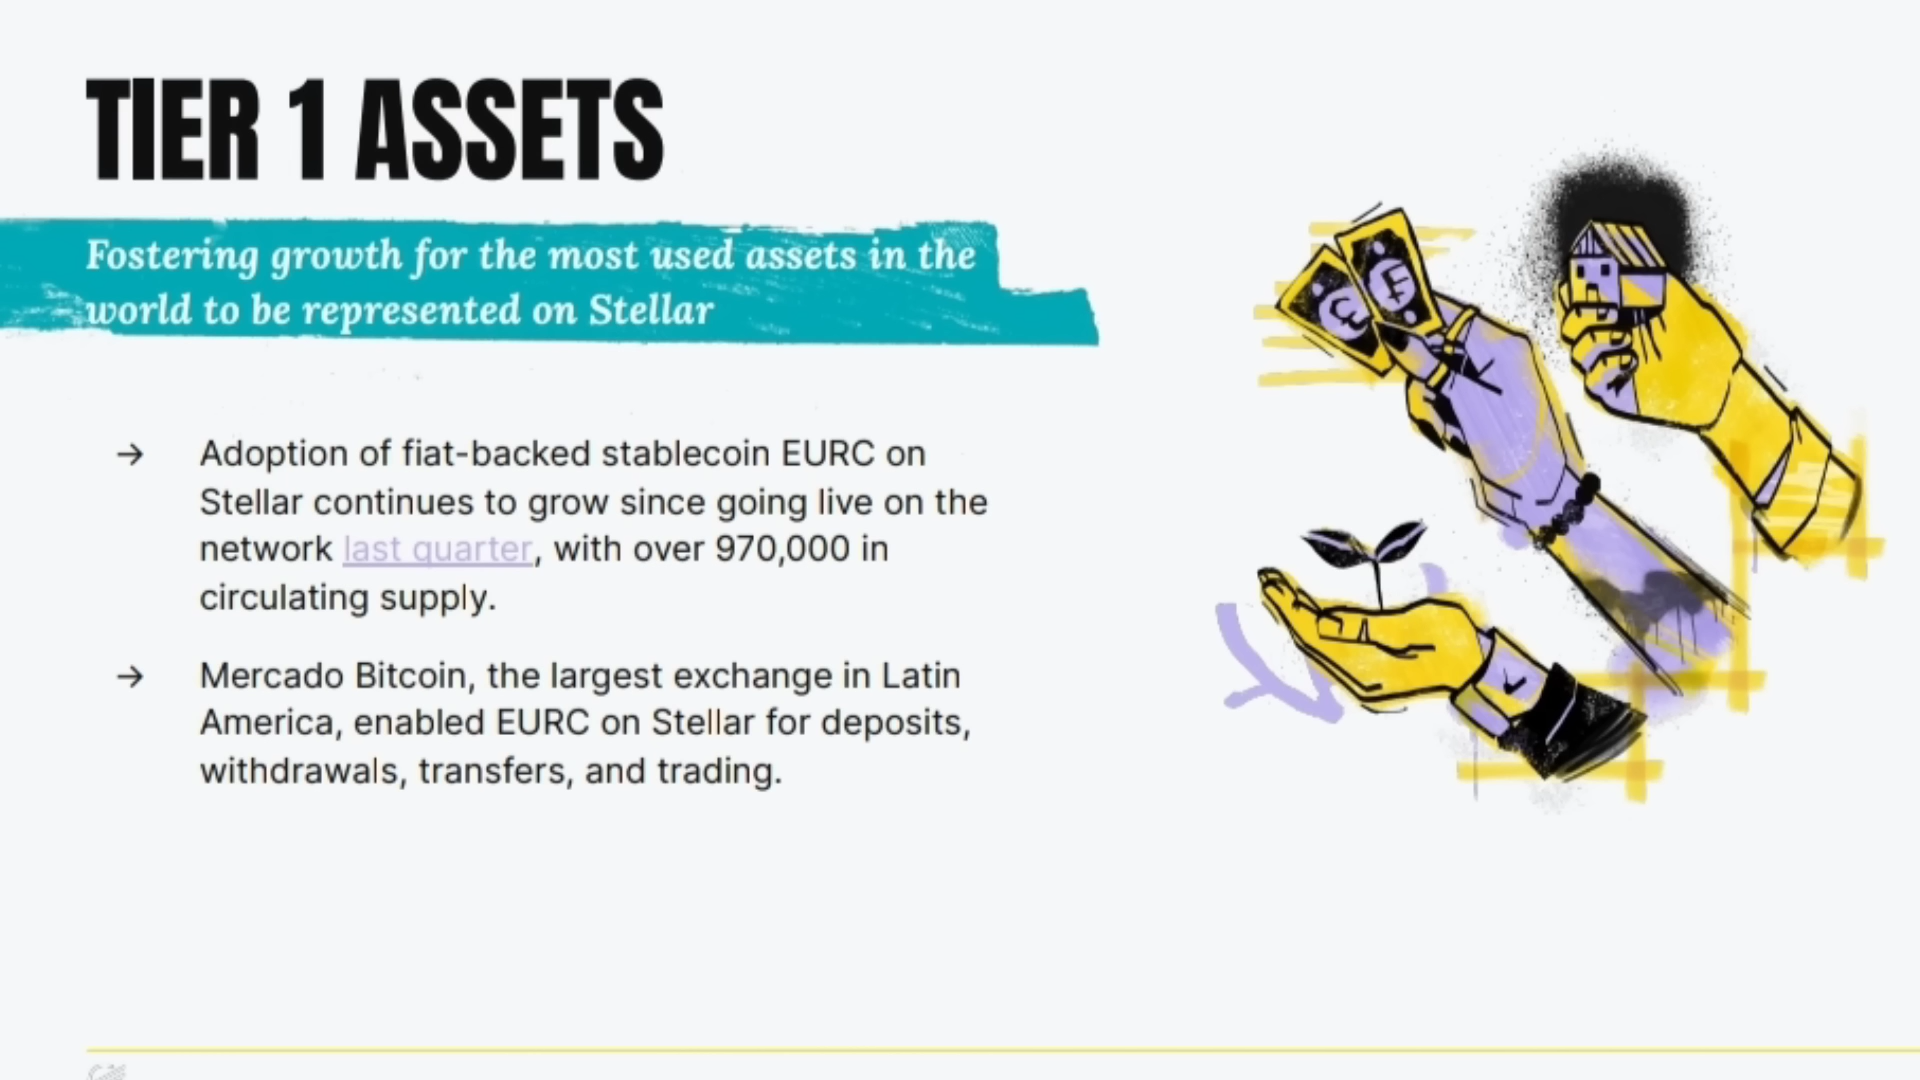 TIER 1 ASSETS
Fostering growth for the most used assets in the
world to be represented on Stellar
→ Adoption of fiat-backed stablecoin EURC on
Stellar continues to grow since going live on the
network last quarter, with over 970,000 in
circulating supply.
→ Mercado Bitcoin, the largest exchange in Latin
America, enabled EURC on Stellar for deposits,
withdrawals, transfers, and trading.